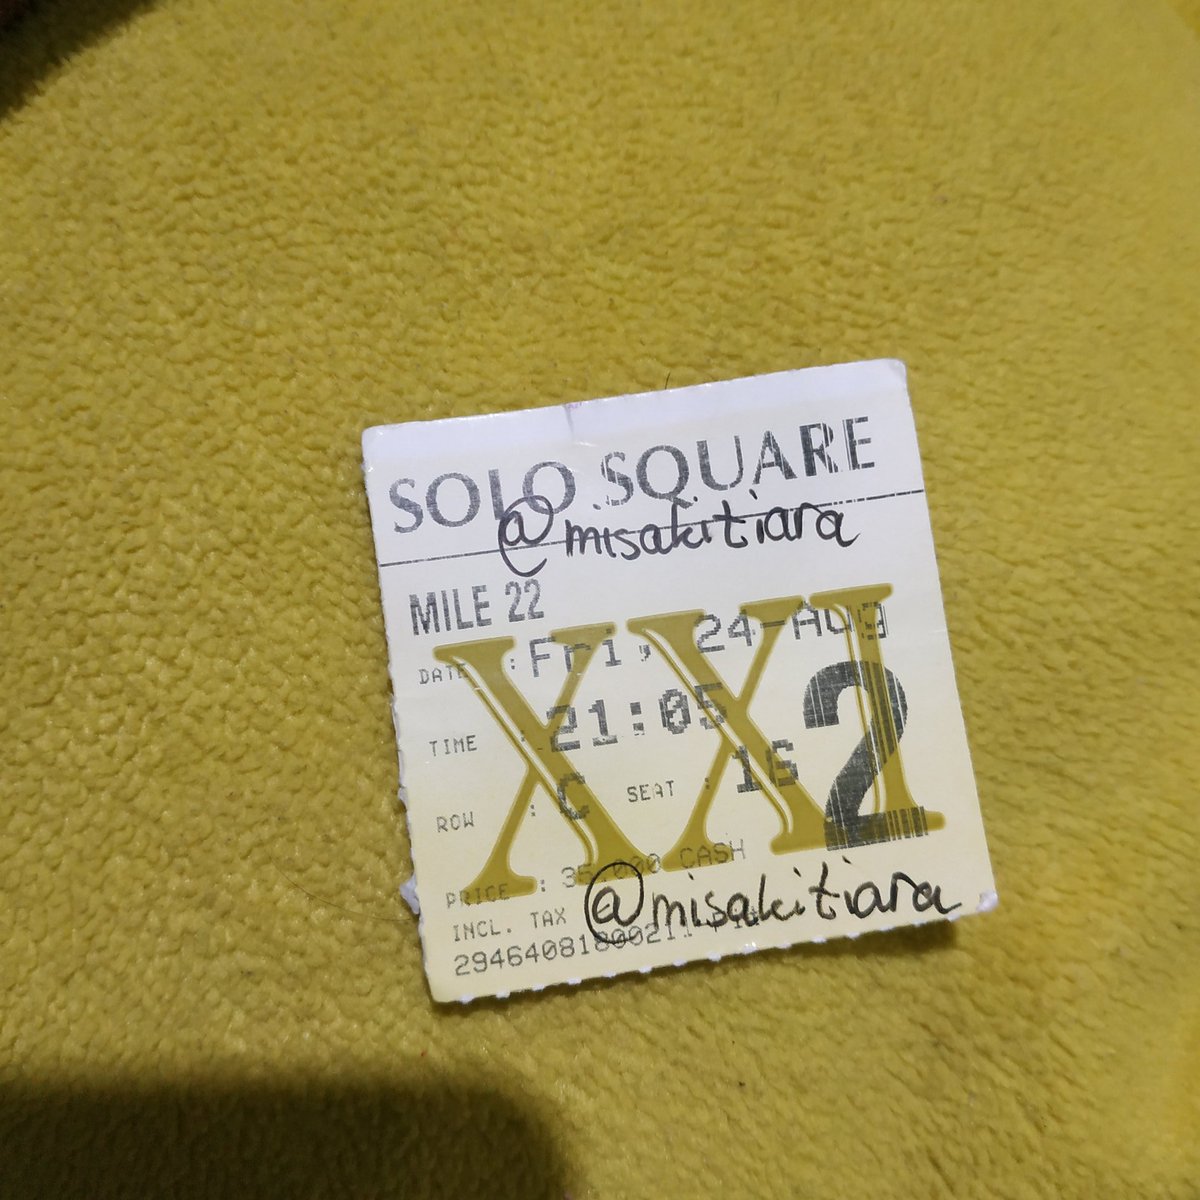 SOLO SQUARE
@misakitiara
MILE 22
DATE : Fri, 24-Aug
TIME : 21:05
ROW : C SEAT : 16
2
XXI
PRICE : 35.000 CASH
INCL. TAX
@misakitiara
29464081800211